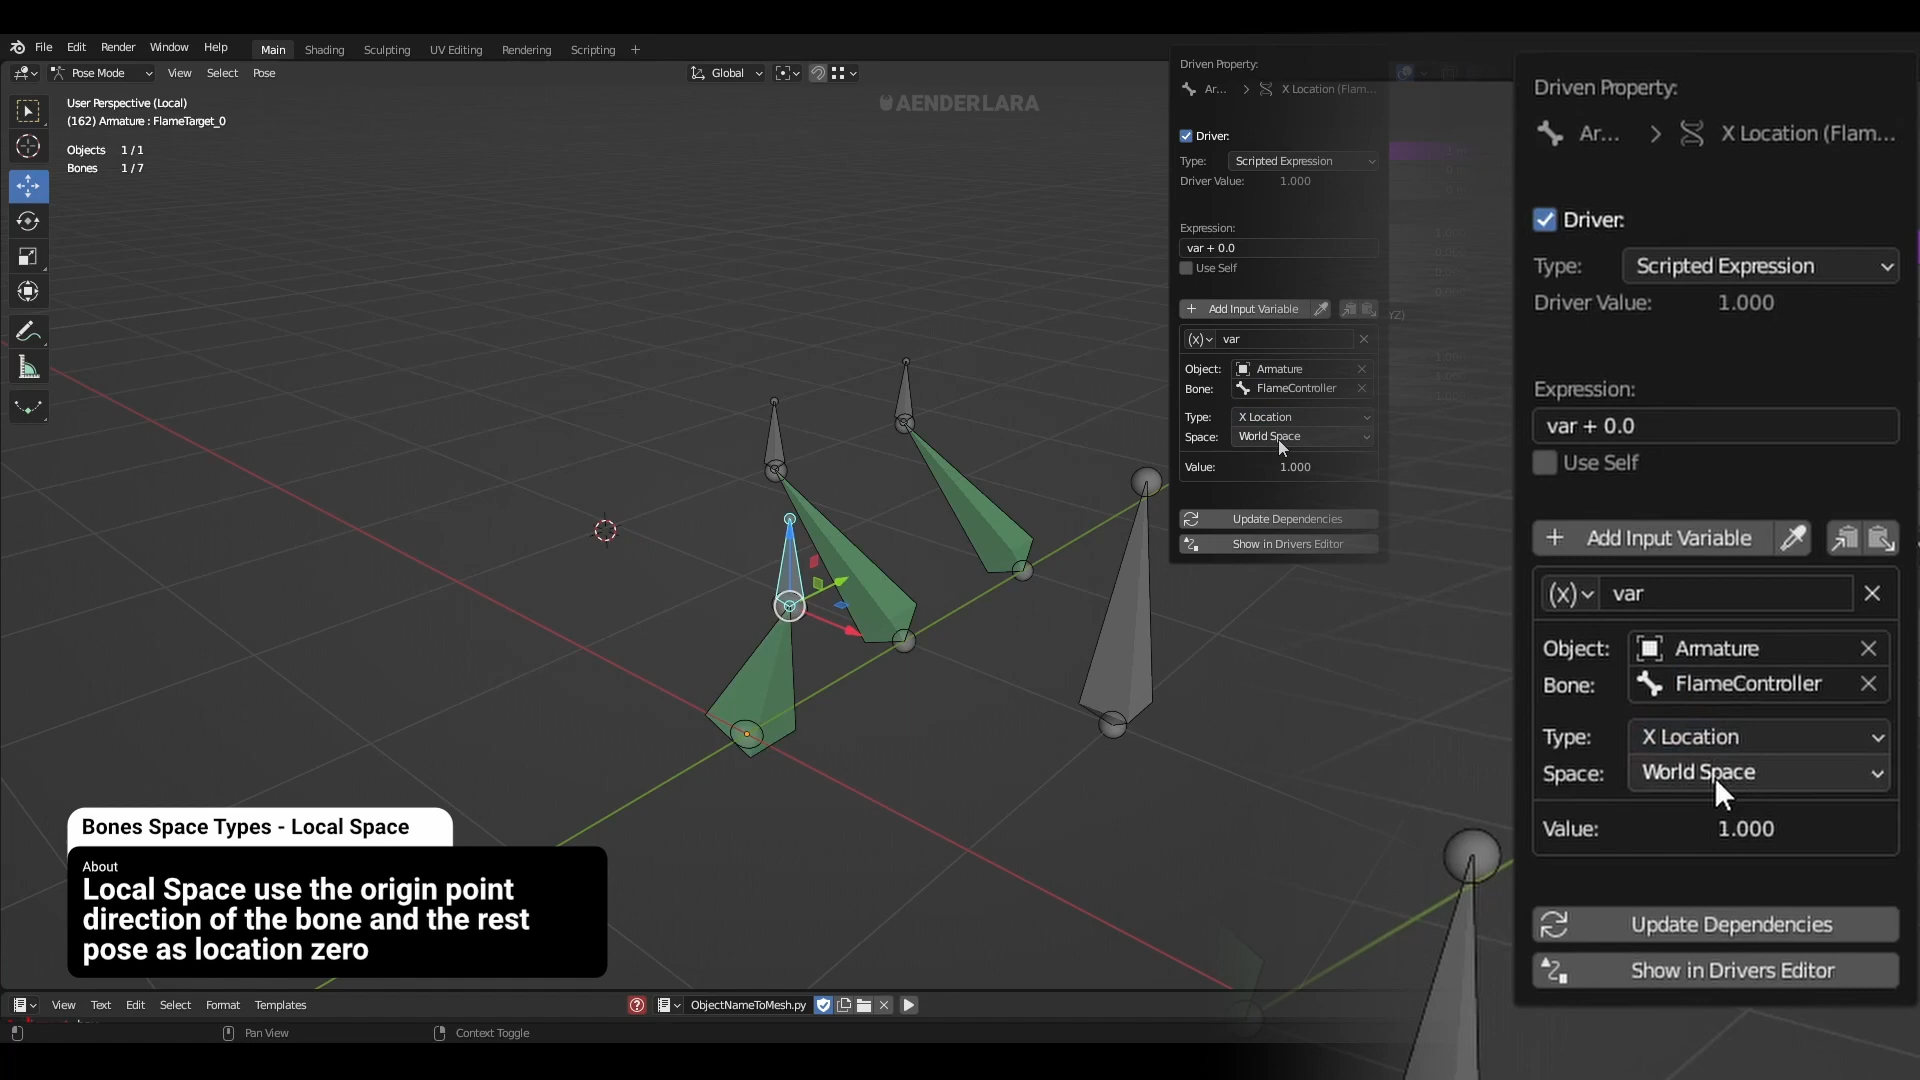 File Edit Render Window Help
Main Shading Sculpting UV Editing Rendering Scripting +
Pose Mode View Select Pose
Global
User Perspective (Local)
(162) Armature : FlameTarget_0
Objects 1 / 1
Bones 1 / 7
AENDERLARA
Driven Property:
Ar... X Location (Flam...
Driver:
Type: Scripted Expression
Driver Value: 1.000
Expression:
var + 0.0
Use Self
Add Input Variable
(x) var
Object: Armature
Bone: FlameController
Type: X Location
Space: World Space
Value: 1.000
Update Dependencies
Show in Drivers Editor
YZ)
Driven Property:
Ar... X Location (Flam...
Driver:
Type: Scripted Expression
Driver Value: 1.000
Expression:
var + 0.0
Use Self
Add Input Variable
(x) var
Object: Armature
Bone: FlameController
Type: X Location
Space: World Space
Value: 1.000
Update Dependencies
Show in Drivers Editor
Bones Space Types - Local Space
About
Local Space use the origin point
direction of the bone and the rest
pose as location zero
View Text Edit Select Format Templates
ObjectNameToMesh.py
Pan View Context Toggle